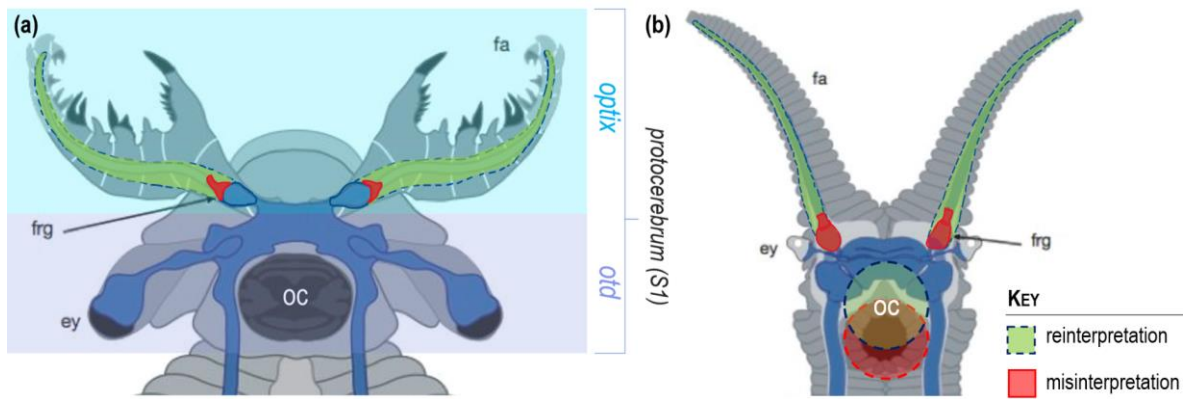 (a)
fa
frg
ey
OC
optix
otd
protocerebrum (S1)
(b)
fa
ey
frg
OC
KEY
reinterpretation
misinterpretation